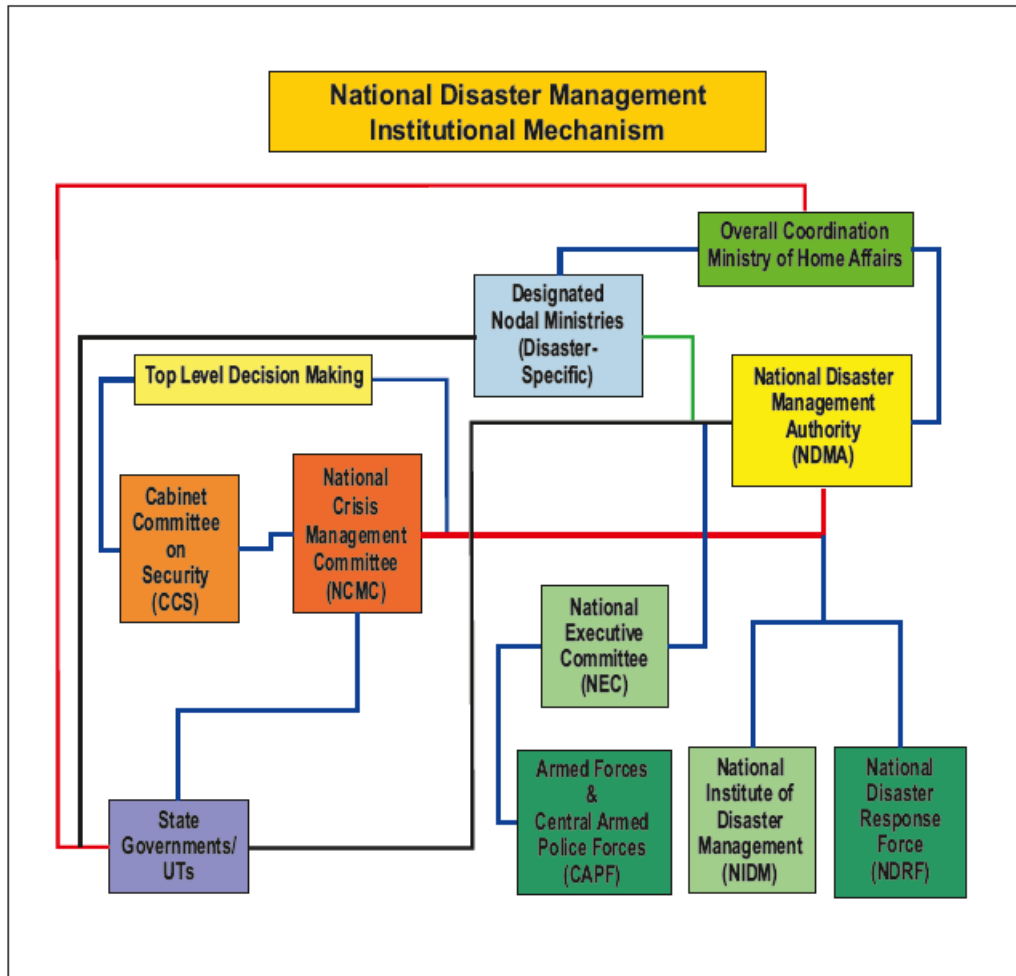 National Disaster Management
Institutional Mechanism
Overall Coordination
Ministry of Home Affairs
Designated
Nodal Ministries
(Disaster-
Specific)
Top Level Decision Making
National Disaster
Management
Authority
(NDMA)
Cabinet
Committee
on
Security
(CCS)
National
Crisis
Management
Committee
(NCMC)
National
Executive
Committee
(NEC)
State
Governments/
UTs
Armed Forces
&
Central Armed
Police Forces
(CAPF)
National
Institute of
Disaster
Management
(NIDM)
National
Disaster
Response
Force
(NDRF)